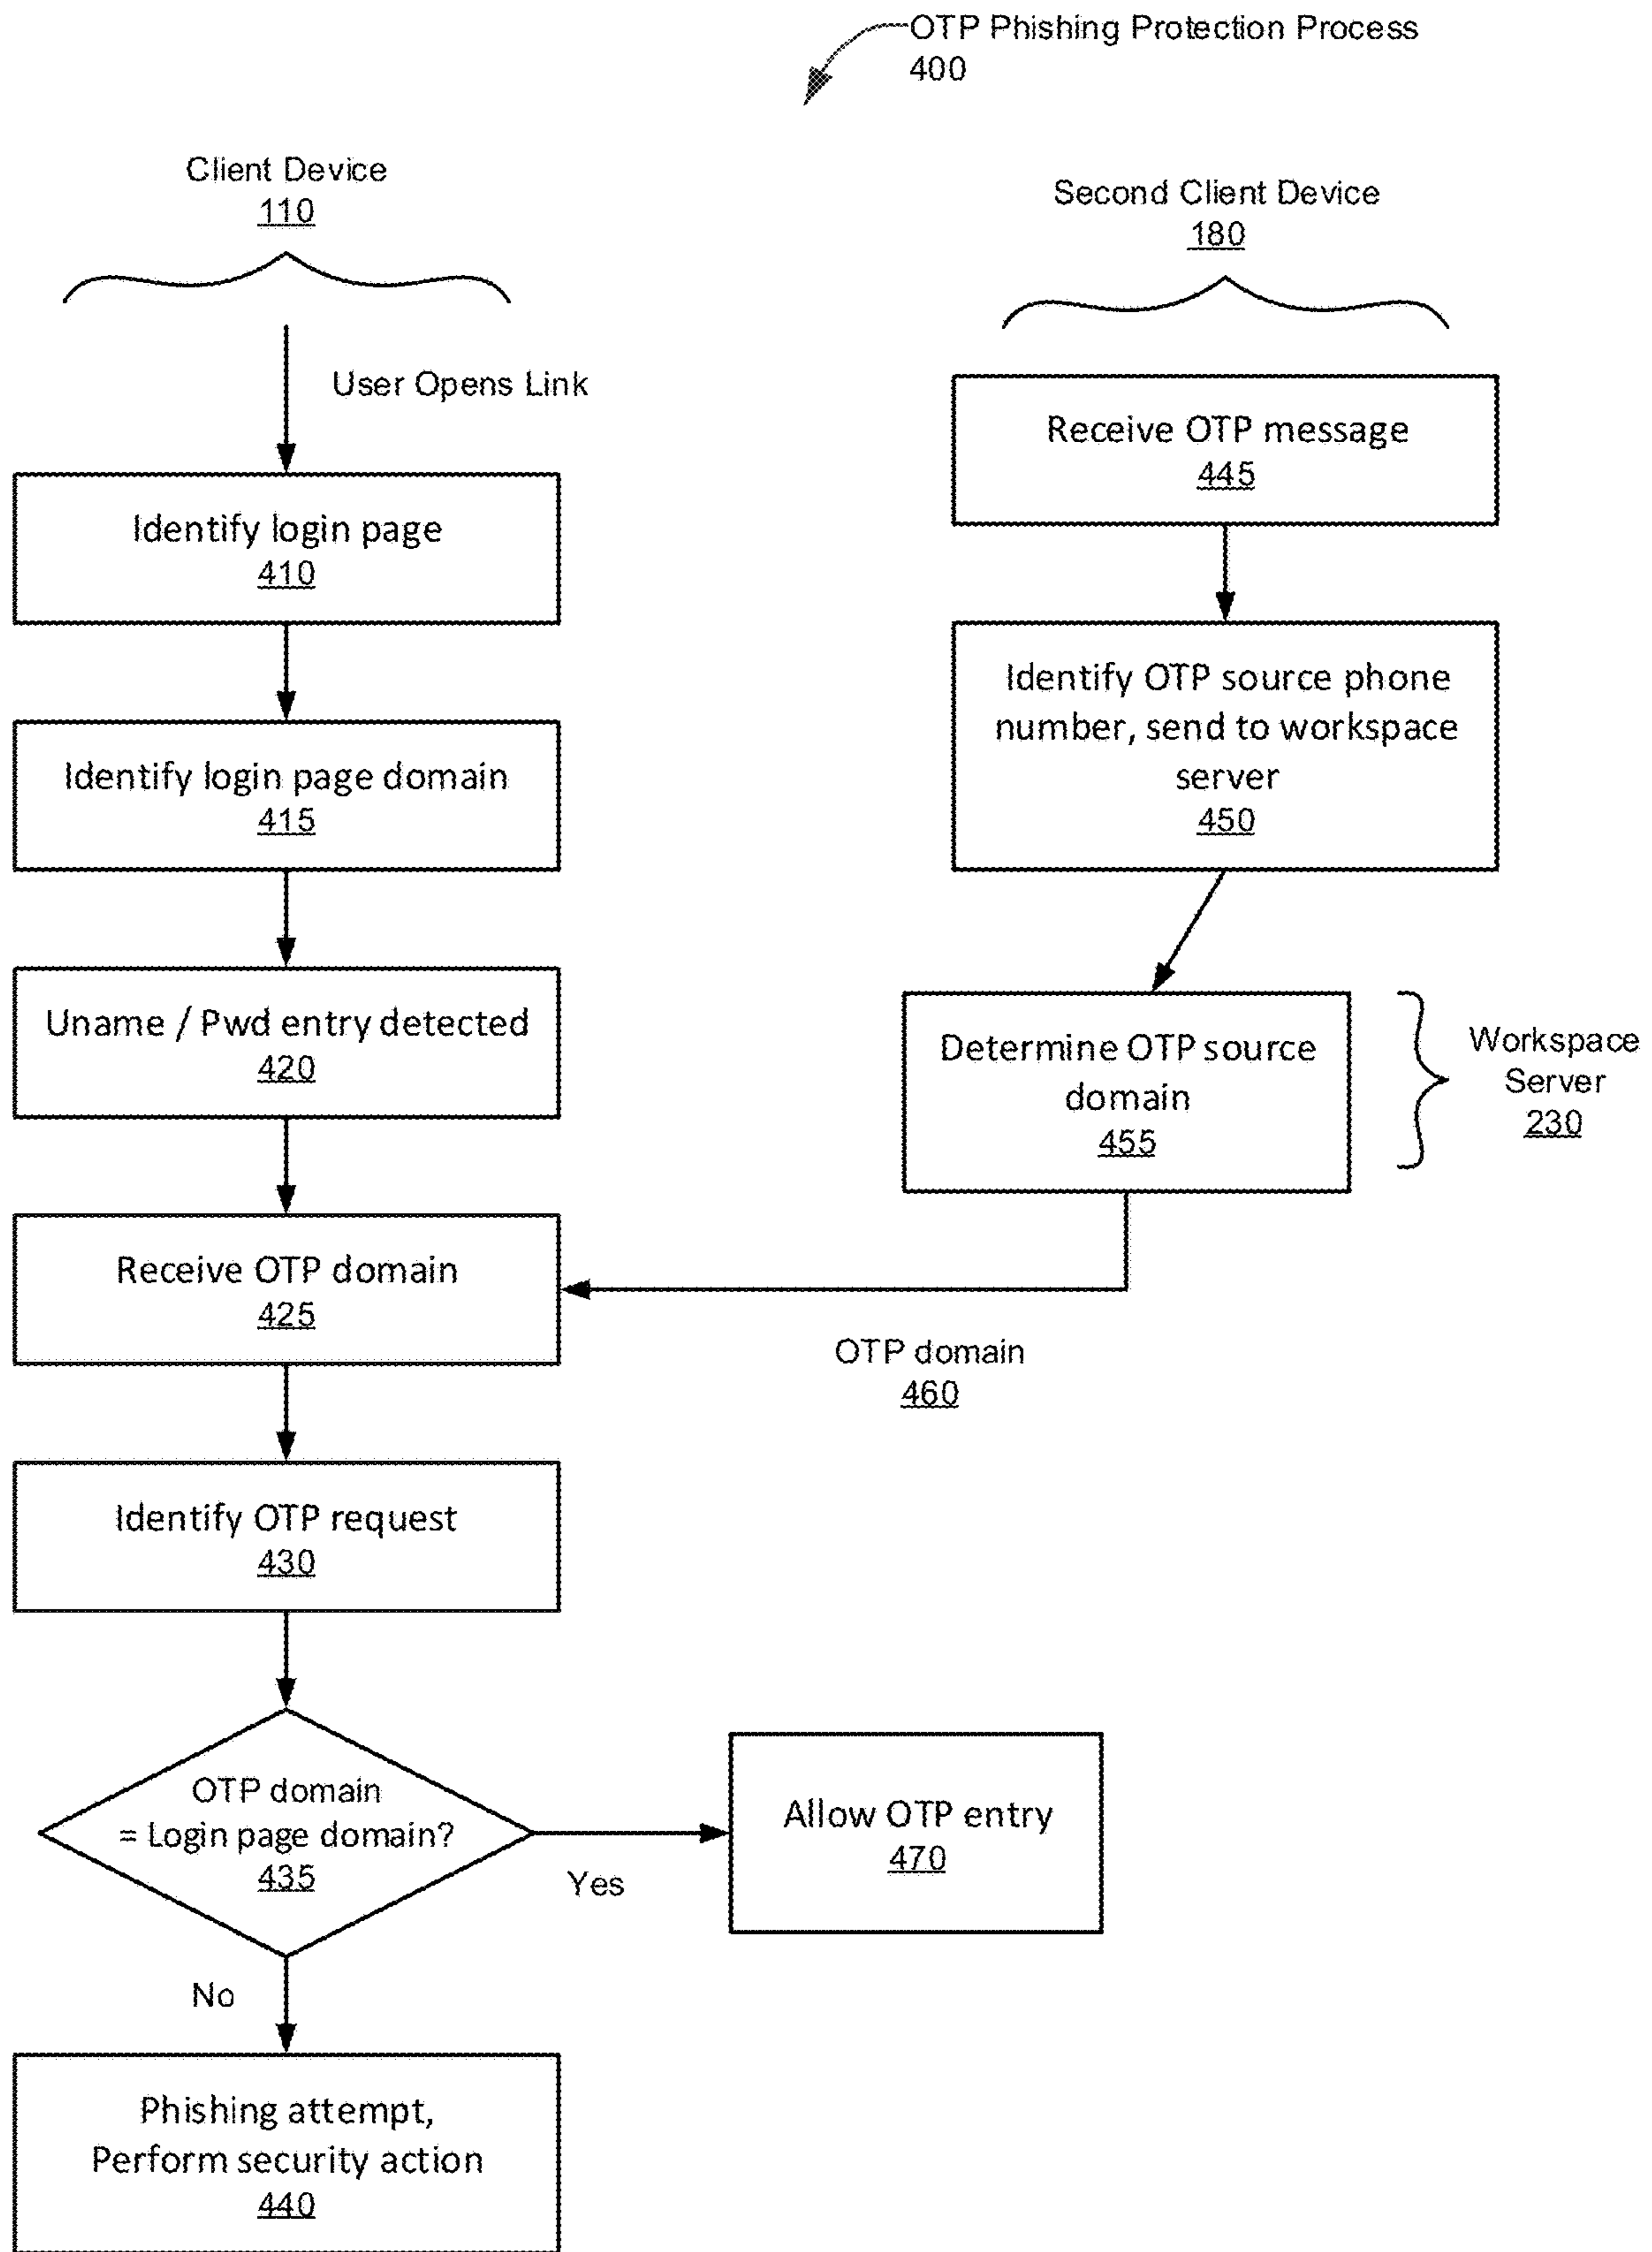 OTP Phishing Protection Process
400
Client Device
110
User Opens Link
Identify login page
410
Identify login page domain
415
Uname / Pwd entry detected
420
Receive OTP domain
425
Identify OTP request
430
OTP domain
= Login page domain?
435
Yes
Allow OTP entry
470
No
Phishing attempt,
Perform security action
440
Second Client Device
180
Receive OTP message
445
Identify OTP source phone
number, send to workspace
server
450
Determine OTP source
domain
455
Workspace
Server
230
OTP domain
460